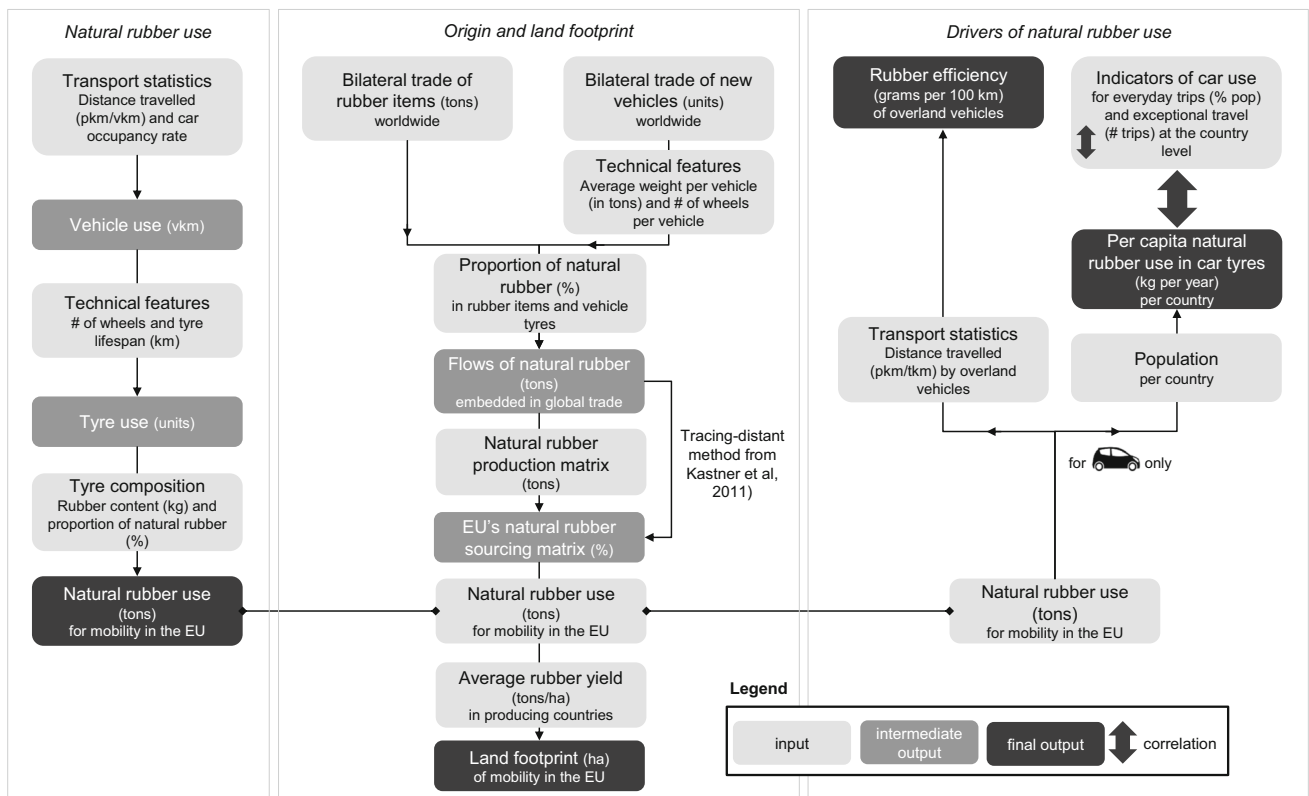 Natural rubber use
Transport statistics
Distance travelled
(pkm/vkm) and car
occupancy rate
Vehicle use (vkm)
Technical features
# of wheels and tyre
lifespan (km)
Tyre use (units)
Tyre composition
Rubber content (kg) and
proportion of natural rubber
(%)
Natural rubber use
(tons)
for mobility in the EU
Origin and land footprint
Bilateral trade of
rubber items (tons)
worldwide
Bilateral trade of new
vehicles (units)
worldwide
Technical features
Average weight per vehicle
(in tons) and # of wheels
per vehicle
Proportion of natural
rubber (%)
in rubber items and vehicle
tyres
Flows of natural rubber
(tons)
embedded in global trade
Natural rubber
production matrix
(tons)
Tracing-distant
method from
Kastner et al,
2011)
EU's natural rubber
sourcing matrix (%)
Natural rubber use
(tons)
for mobility in the EU
Average rubber yield
(tons/ha)
in producing countries
Land footprint (ha)
of mobility in the EU
Drivers of natural rubber use
Rubber efficiency
(grams per 100 km)
of overland vehicles
Indicators of car use
for everyday trips (% pop)
and exceptional travel
(# trips) at the country
level
Per capita natural
rubber use in car tyres
(kg per year)
per country
Transport statistics
Distance travelled
(pkm/tkm) by overland
vehicles
Population
per country
for only
Natural rubber use
(tons)
for mobility in the EU
Legend
input
intermediate
output
final output
correlation